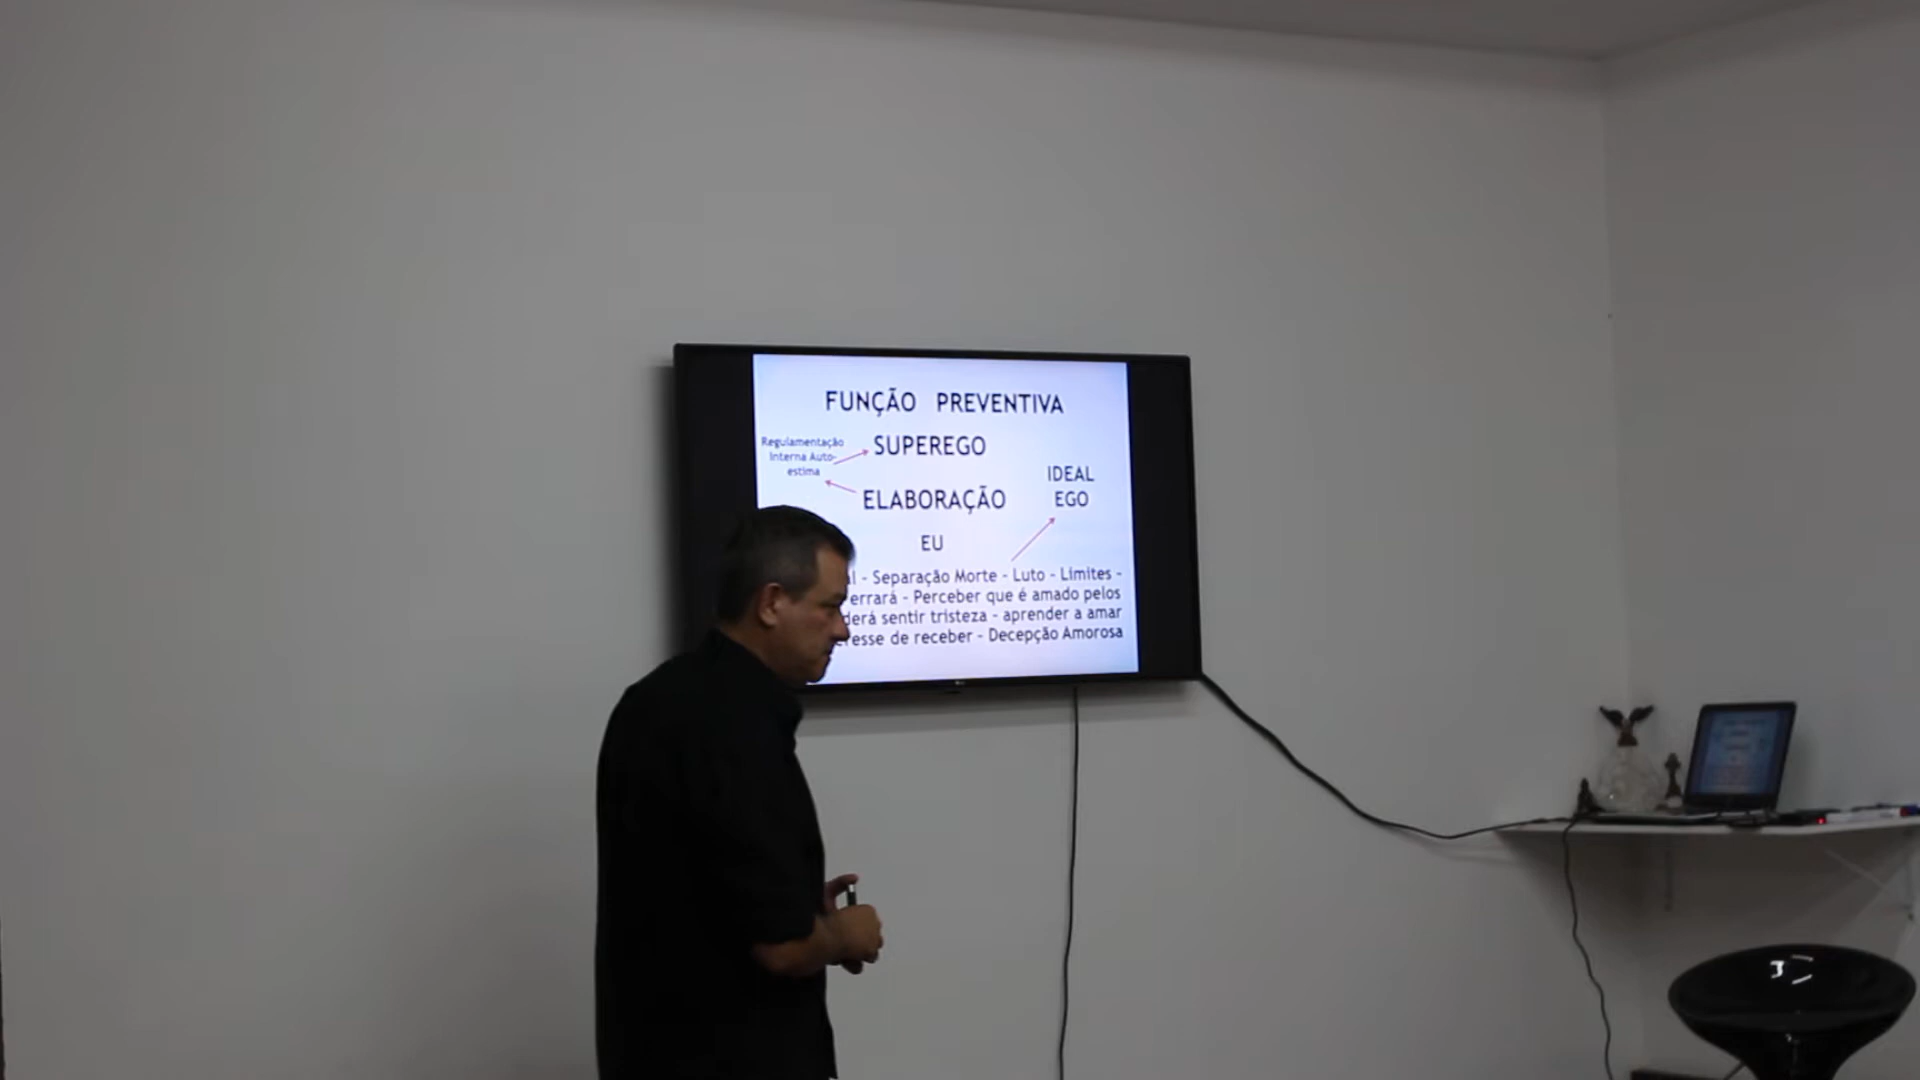 FUNÇÃO PREVENTIVA
Regulamentação
Interna Auto-
estima
SUPEREGO
IDEAL
EGO
ELABORAÇÃO
EU
- Separação Morte - Luto - Limites -
errará - Perceber que é amado pelos
sentir tristeza - aprender a amar
de receber - Decepção Amorosa